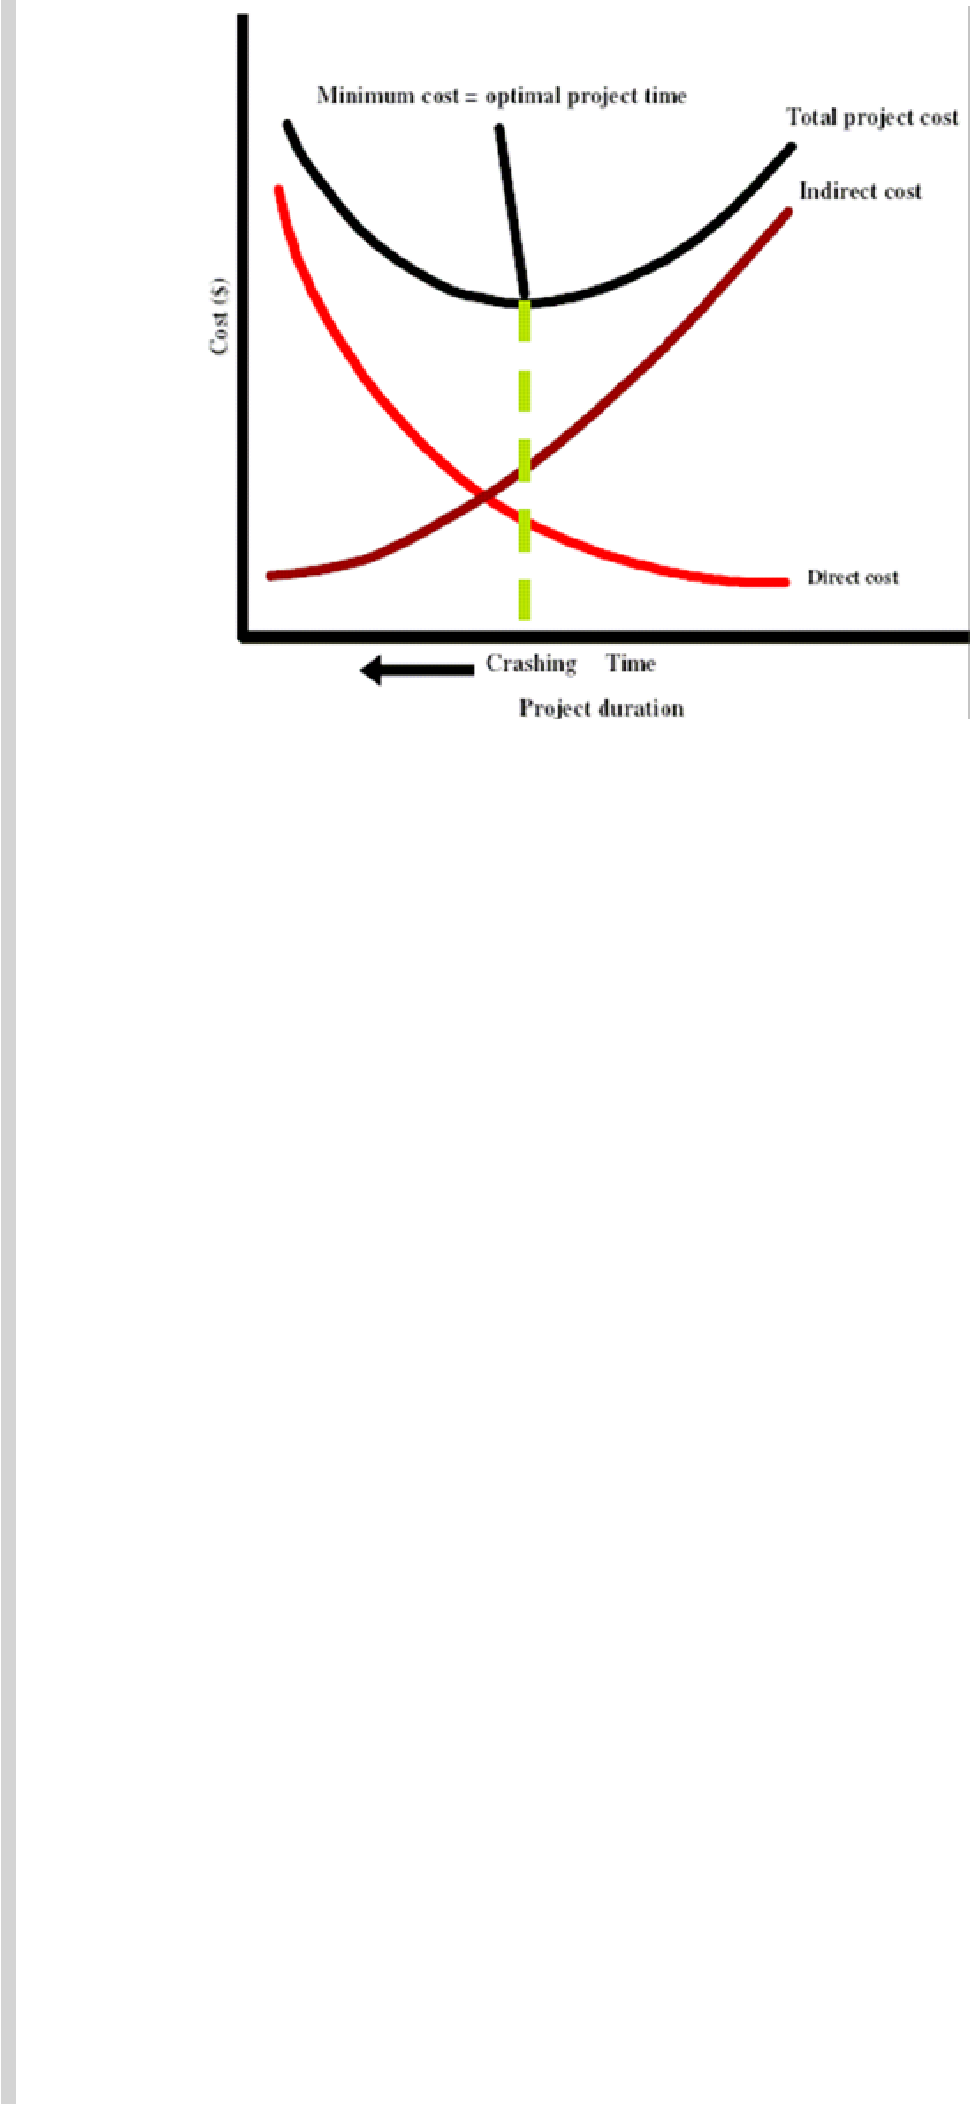 Minimum cost = optimal project time
Total project cost
Indirect cost
Cost ($)
Direct cost
Crashing Time
Project duration